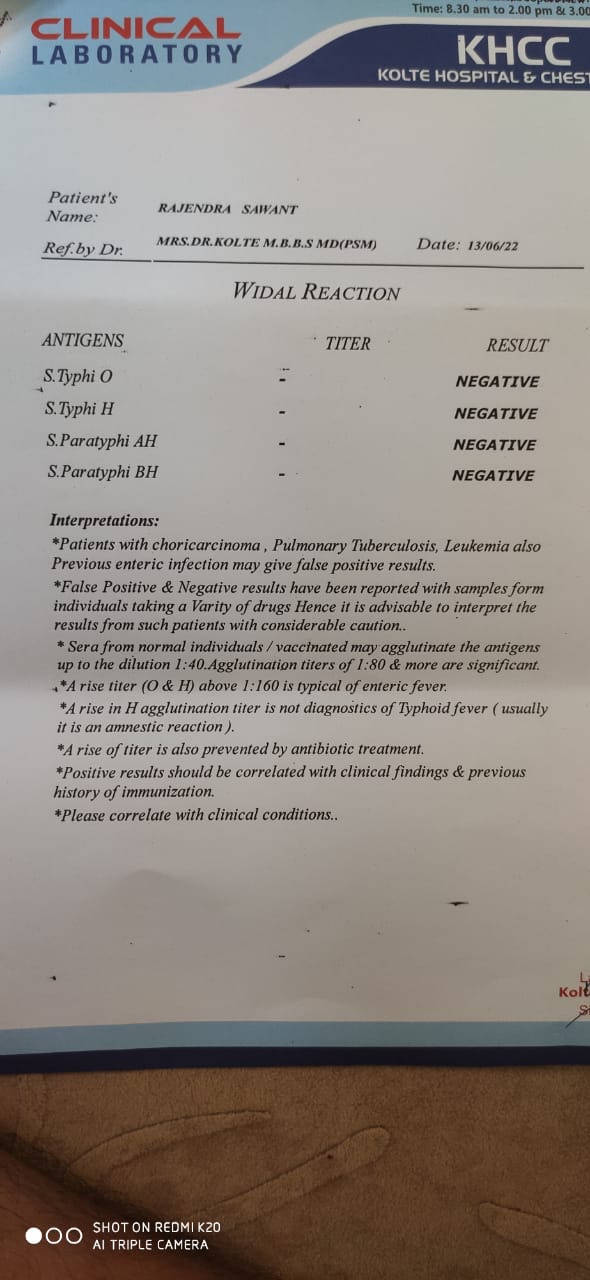 Time: 8.30 am to 2.00 pm & 3.00
CLINICAL
LABORATORY
KHCC
KOLTE HOSPITAL & CHEST
Patient's Name: RAJENDRA SAWANT
Ref.by Dr. MRS.DR.KOLTE M.B.B.S MD(PSM) Date: 13/06/22
WIDAL REACTION
ANTIGENS TITER RESULT
S.Typhi O - NEGATIVE
S.Typhi H - NEGATIVE
S.Paratyphi AH - NEGATIVE
S.Paratyphi BH - NEGATIVE
Interpretations:
*Patients with choricarcinoma , Pulmonary Tuberculosis, Leukemia also
Previous enteric infection may give false positive results.
*False Positive & Negative results have been reported with samples form
individuals taking a Varity of drugs Hence it is advisable to interpret the
results from such patients with considerable caution..
* Sera from normal individuals / vacctnated may agglutinate the antigens
up to the dilution 1:40.Agglutination titers of 1:80 & more are significant.
*A rise titer (O & H) above 1:160 is typical of enteric fever.
*A rise in H agglutination titer is not diagnostics of Typhoid fever ( usually
it is an amnestic reaction ).
*A rise of titer is also prevented by antibiotic treatment.
*Positive results should be correlated with clinical findings & previous
history of immunization.
*Please correlate with clinical conditions..
Kolt
SHOT ON REDMI K20
AI TRIPLE CAMERA